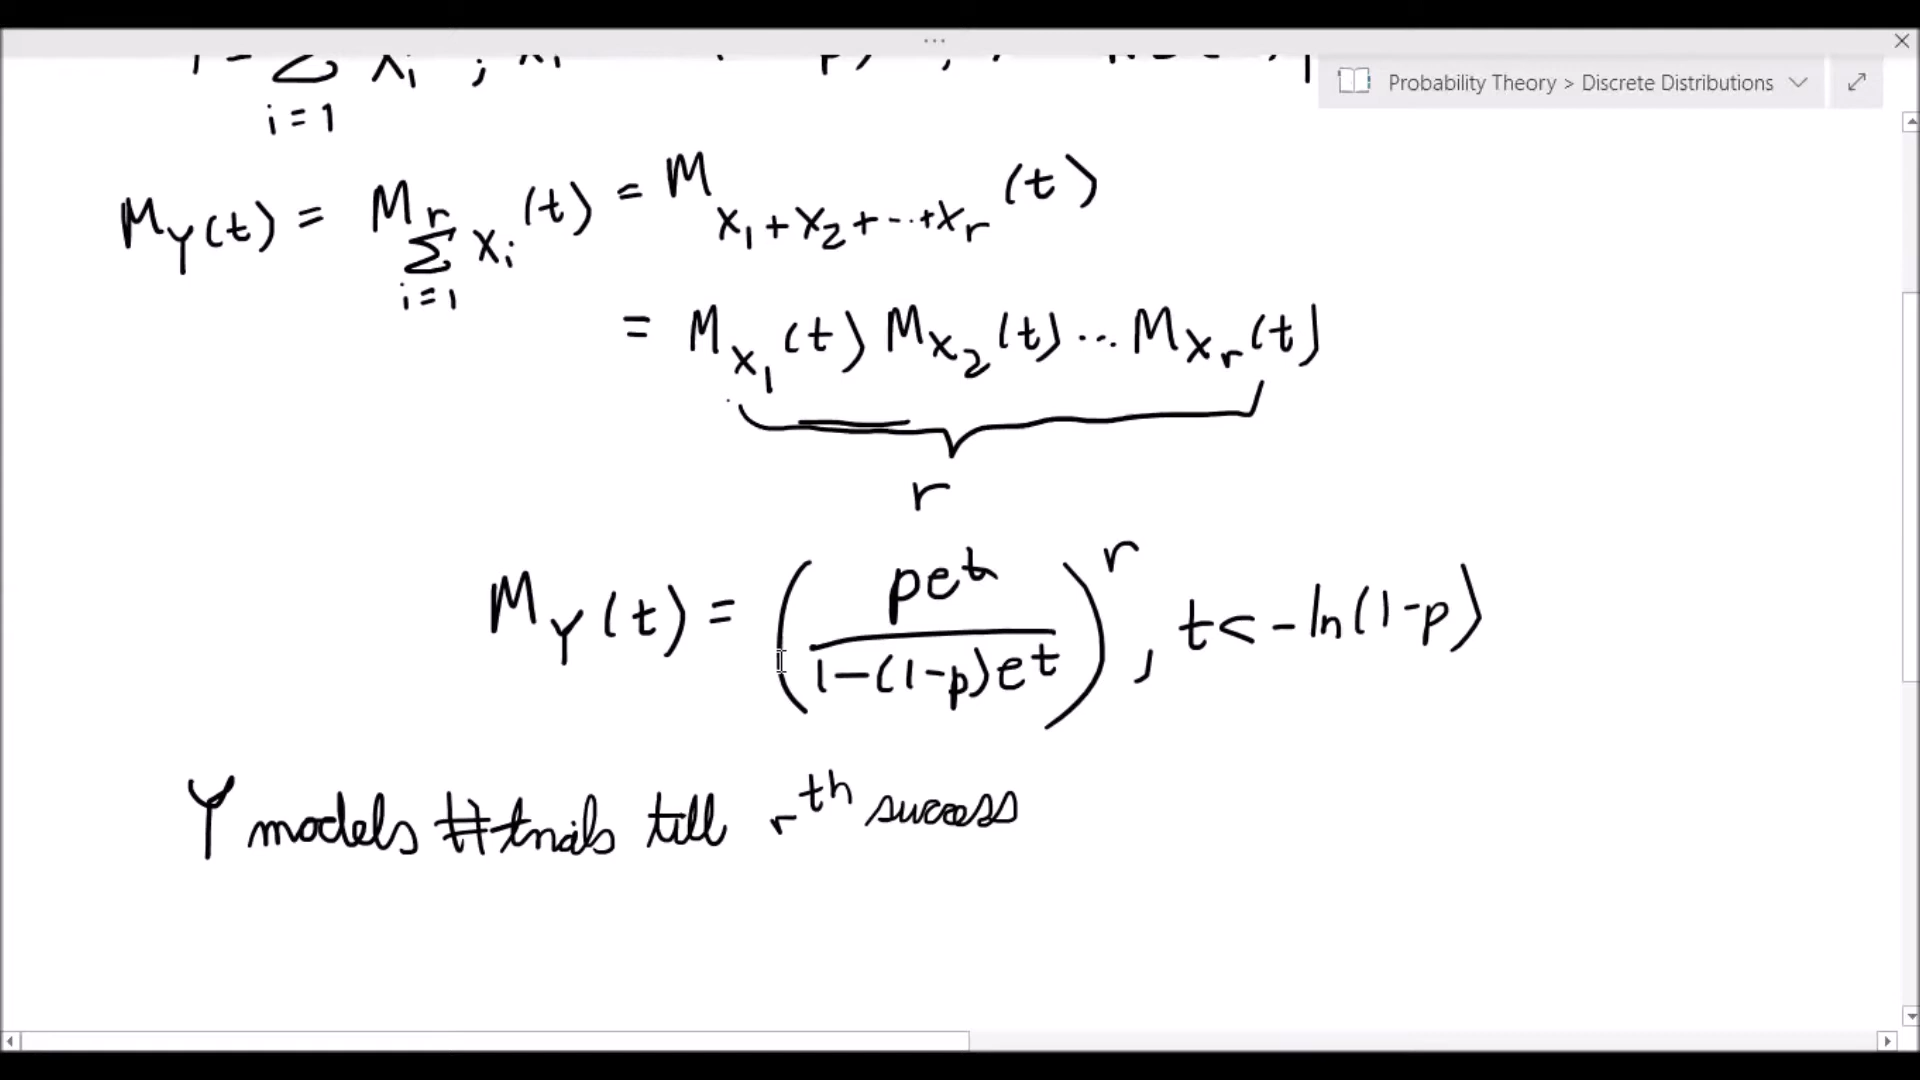 Probability Theory > Discrete Distributions
i = 1
M_Y(t) = M_{\sum_{i=1}^{r} X_i}(t) = M_{X_1+X_2+...+X_r}(t)
= M_{X_1}(t) M_{X_2}(t) ... M_{X_r}(t)
r
M_Y(t) = (pe^t / 1-(1-p)e^t)^r , t< -ln(1-p)
Y models # trials till r^th success